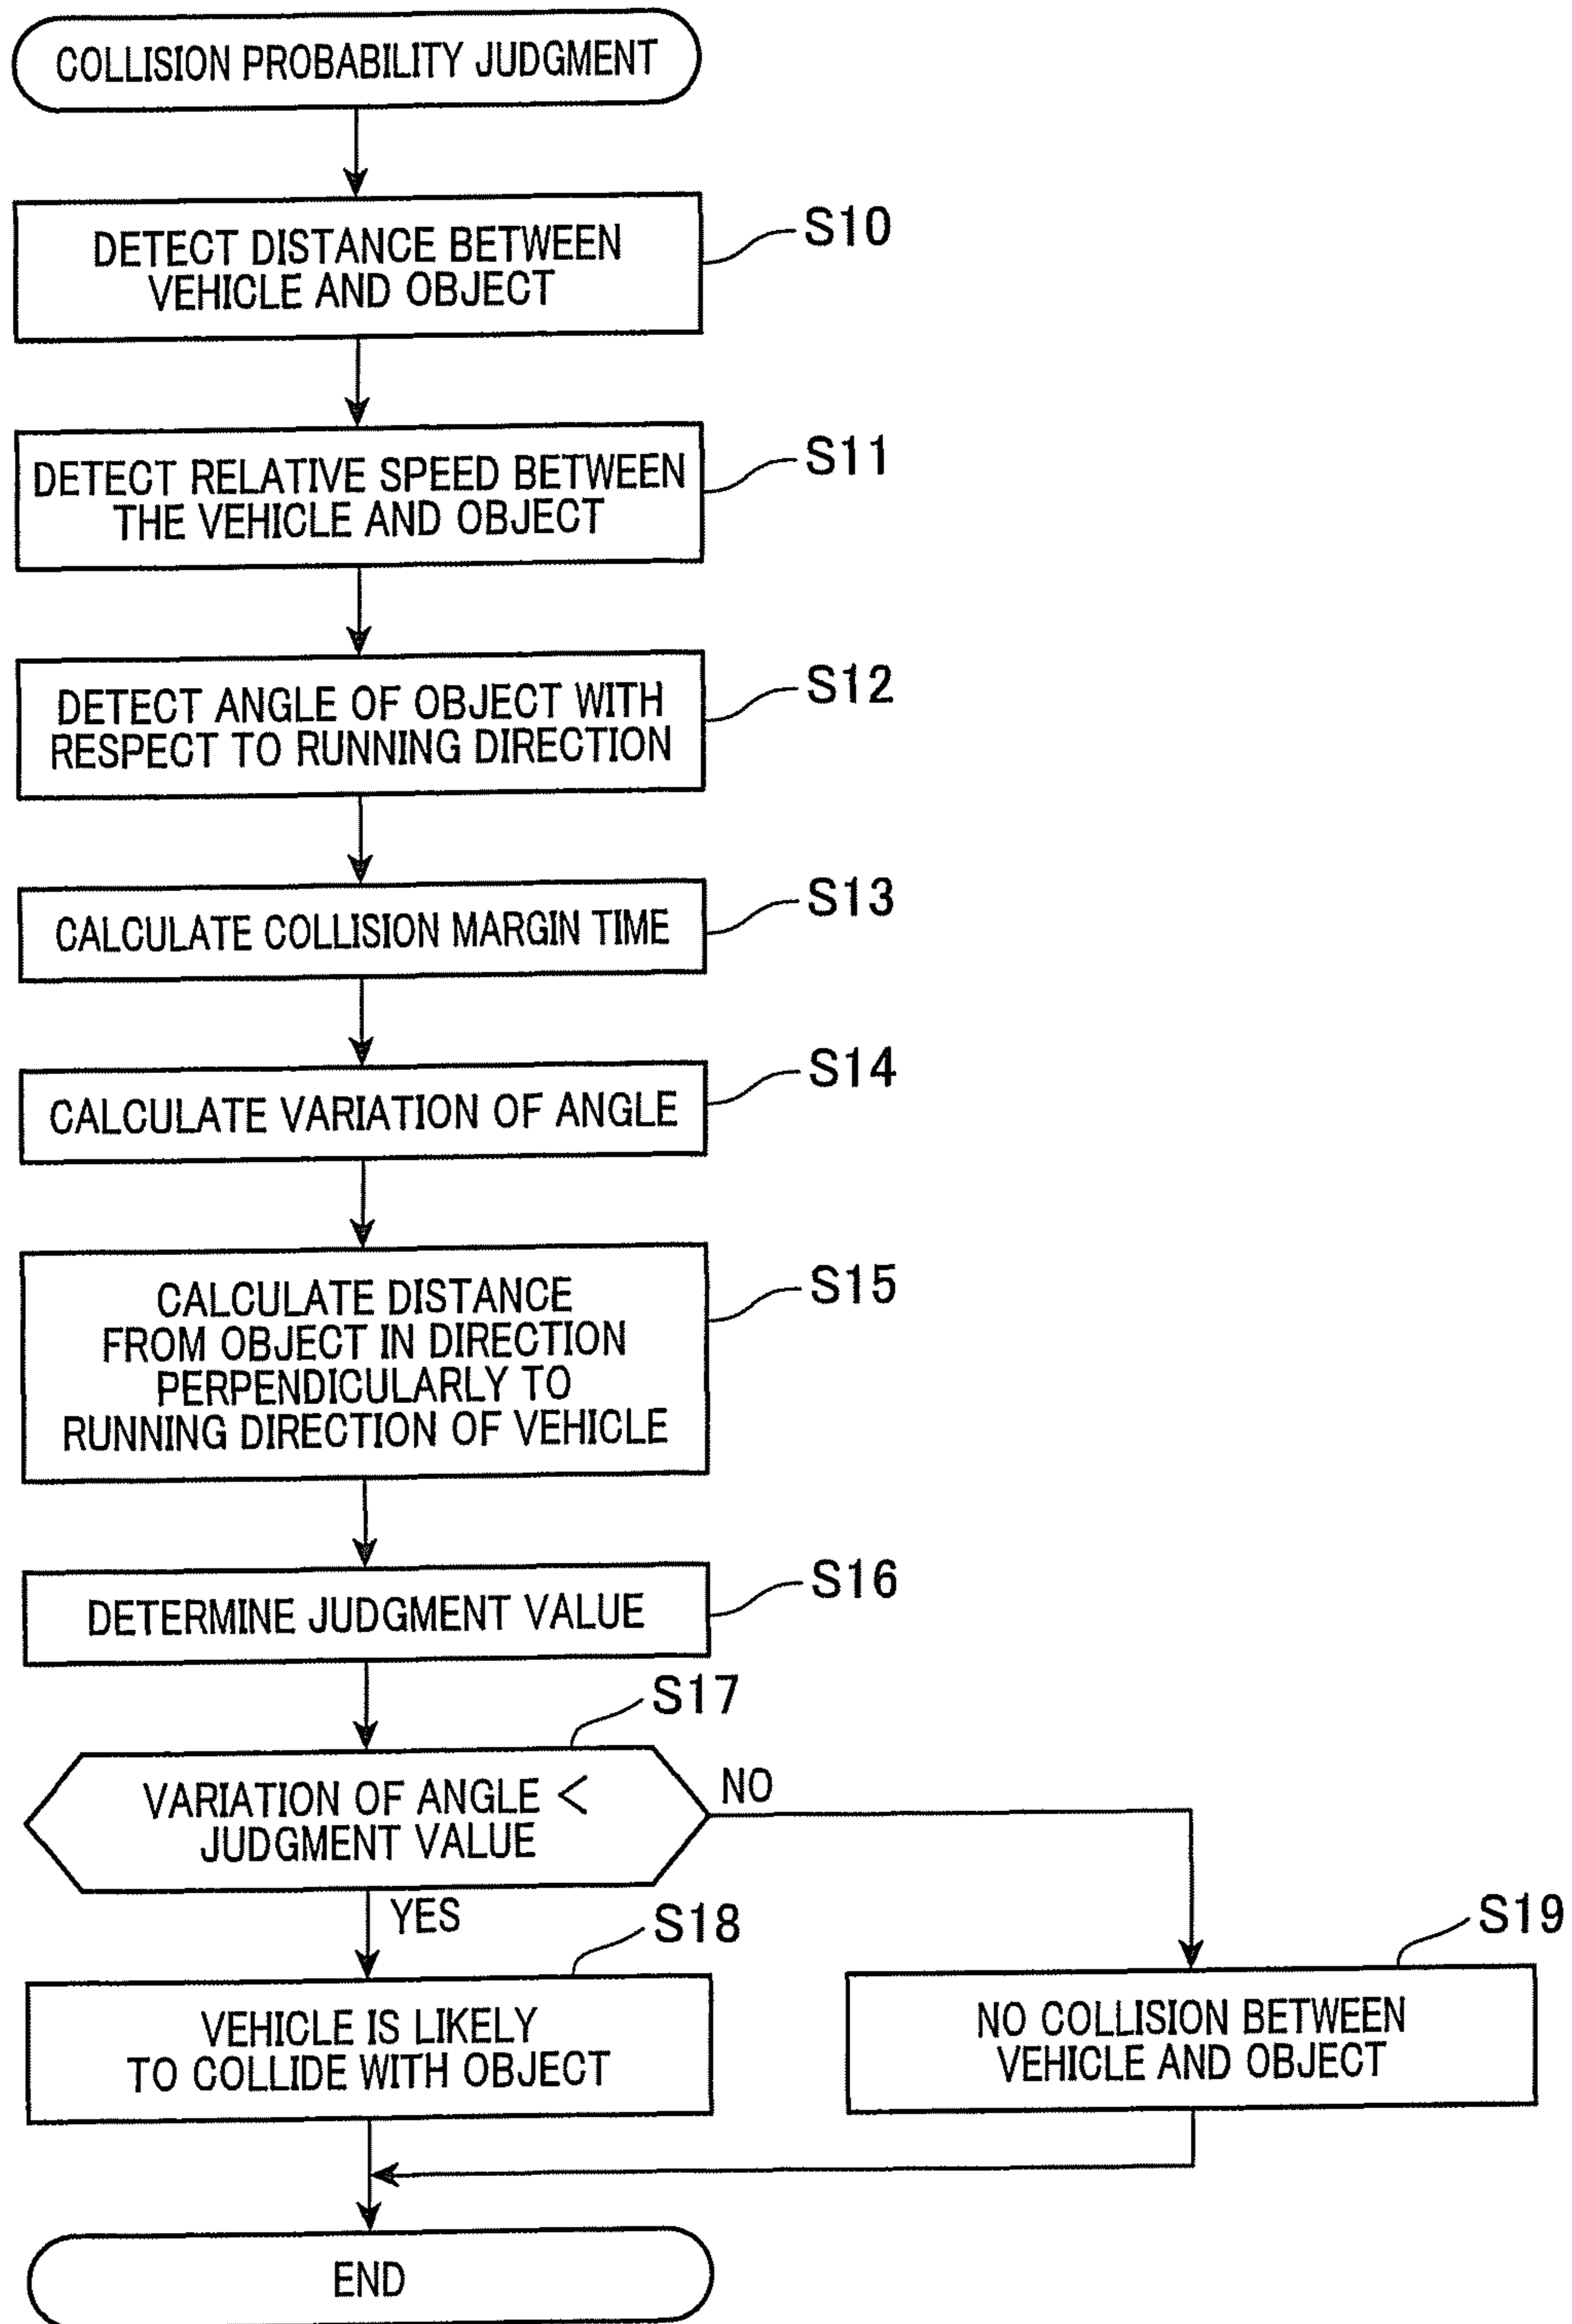 COLLISION PROBABILITY JUDGMENT
DETECT DISTANCE BETWEEN
VEHICLE AND OBJECT
S10
DETECT RELATIVE SPEED BETWEEN
THE VEHICLE AND OBJECT
S11
DETECT ANGLE OF OBJECT WITH
RESPECT TO RUNNING DIRECTION
S12
CALCULATE COLLISION MARGIN TIME
S13
CALCULATE VARIATION OF ANGLE
S14
CALCULATE DISTANCE
FROM OBJECT IN DIRECTION
PERPENDICULARLY TO
RUNNING DIRECTION OF VEHICLE
S15
DETERMINE JUDGMENT VALUE
S16
S17
VARIATION OF ANGLE <
JUDGMENT VALUE
NO
YES
S18
VEHICLE IS LIKELY
TO COLLIDE WITH OBJECT
S19
NO COLLISION BETWEEN
VEHICLE AND OBJECT
END